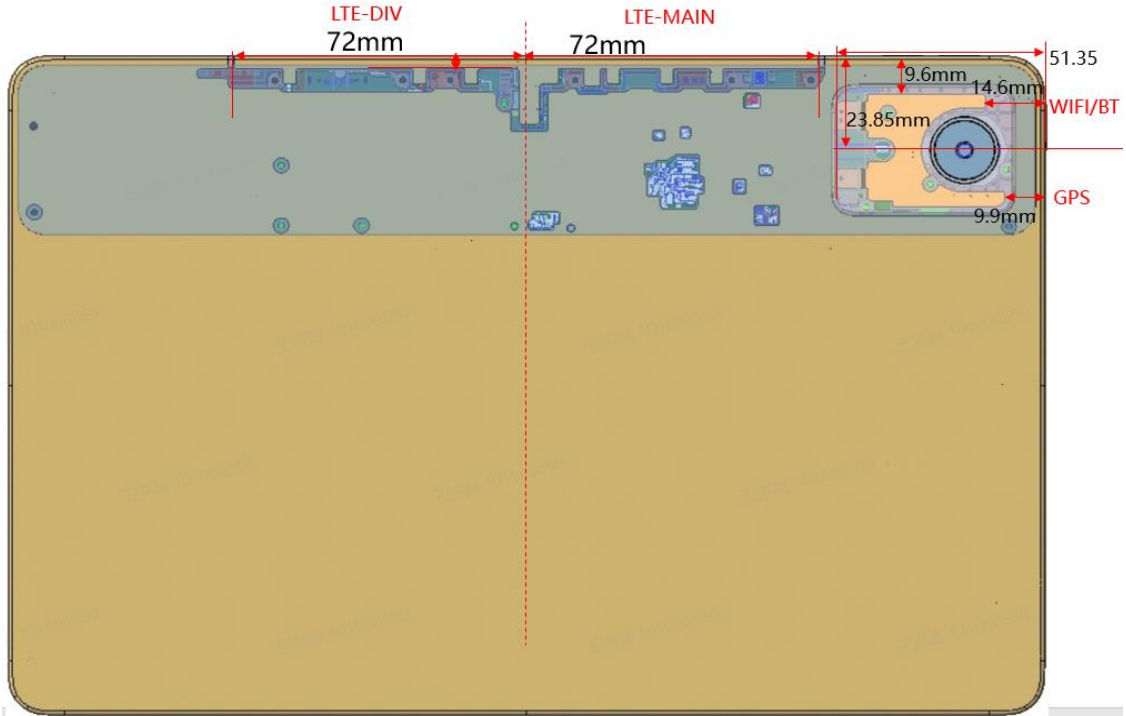 LTE-DIV
LTE-MAIN
72mm
72mm
51.35
9.6mm
14.6mm
WIFI/BT
23.85mm
GPS
9.9mm